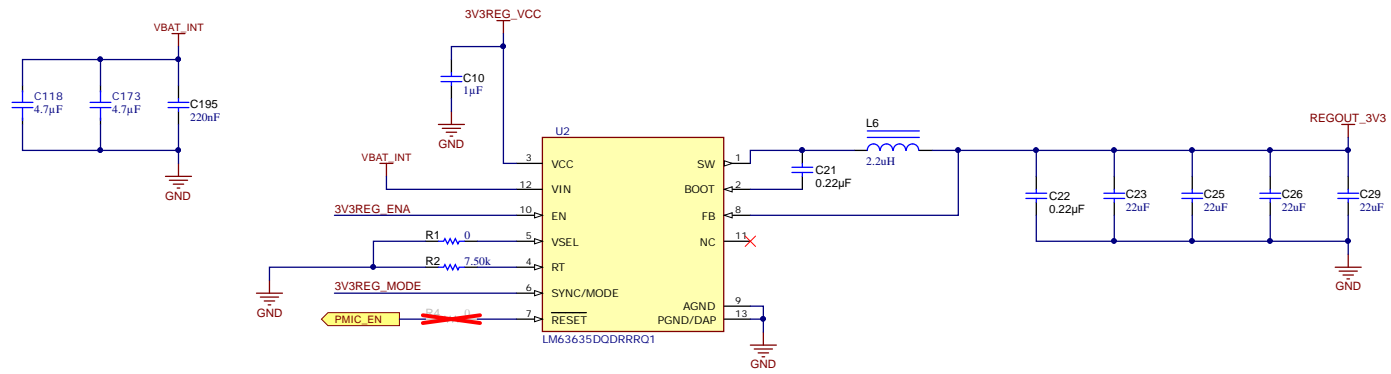 3V3REG_VCC
VBAT_INT
C118
4.7µF
C173
4.7µF
C195
220nF
GND
C10
1µF
GND
U2
VBAT_INT
3V3REG_ENA
R1 0
R2 7.50k
GND
3V3REG_MODE
PMIC_EN
R4 0
3 VCC
12 VIN
10 EN
5 VSEL
4 RT
6 SYNC/MODE
7 RESET
SW 1
BOOT 2
FB 8
NC 11
AGND 9
PGND/DAP 13
LM63635DQDRRRQ1
GND
L6
2.2uH
C21
0.22µF
REGOUT_3V3
C22
0.22µF
C23
22uF
C25
22uF
C26
22uF
C29
22uF
GND